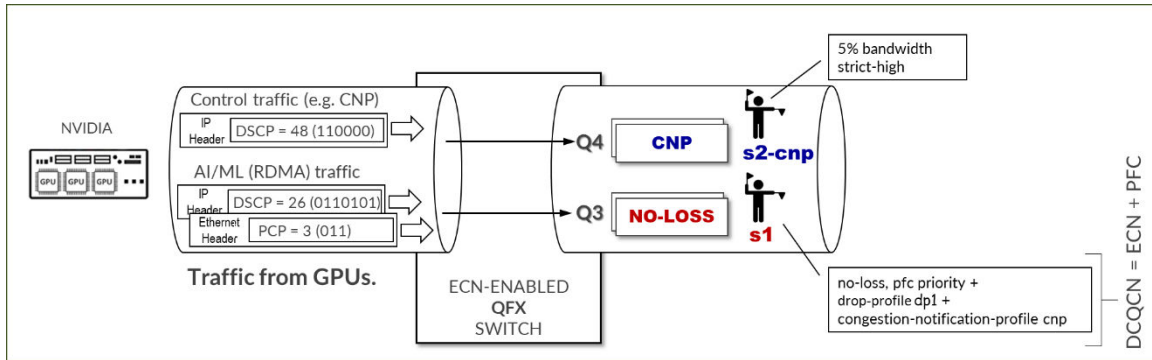 5% bandwidth
strict-high
Control traffic (e.g. CNP)
NVIDIA
IP
Header
DSCP = 48 (110000)
Q4
CNP
s2-cnp
GPU GPU GPU
AI/ML (RDMA) traffic
IP
Header
DSCP = 26 (0110101)
Ethernet
Header
PCP = 3 (011)
Q3
NO-LOSS
s1
Traffic from GPUs.
ECN-ENABLED
QFX
SWITCH
no-loss, pfc priority +
drop-profile dp1 +
congestion-notification-profile cnp
DCQCN = ECN + PFC